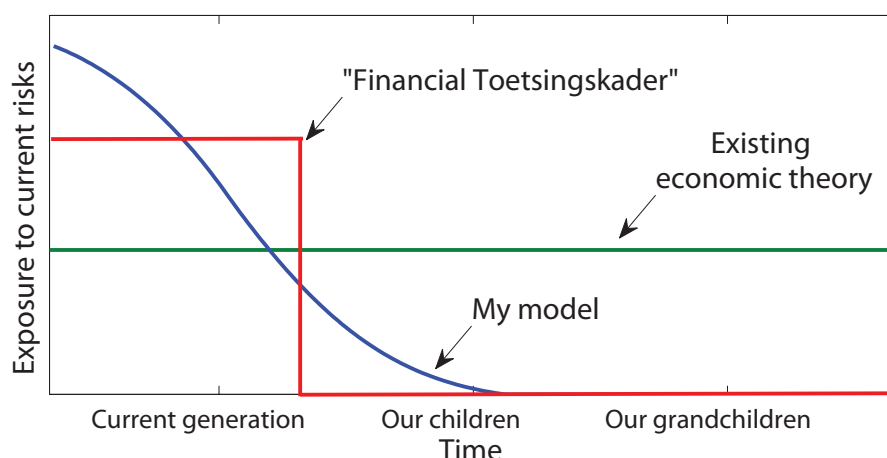 Exposure to current risks
"Financial Toetsingskader"
Existing
economic theory
My model
Current generation
Our children
Our grandchildren
Time